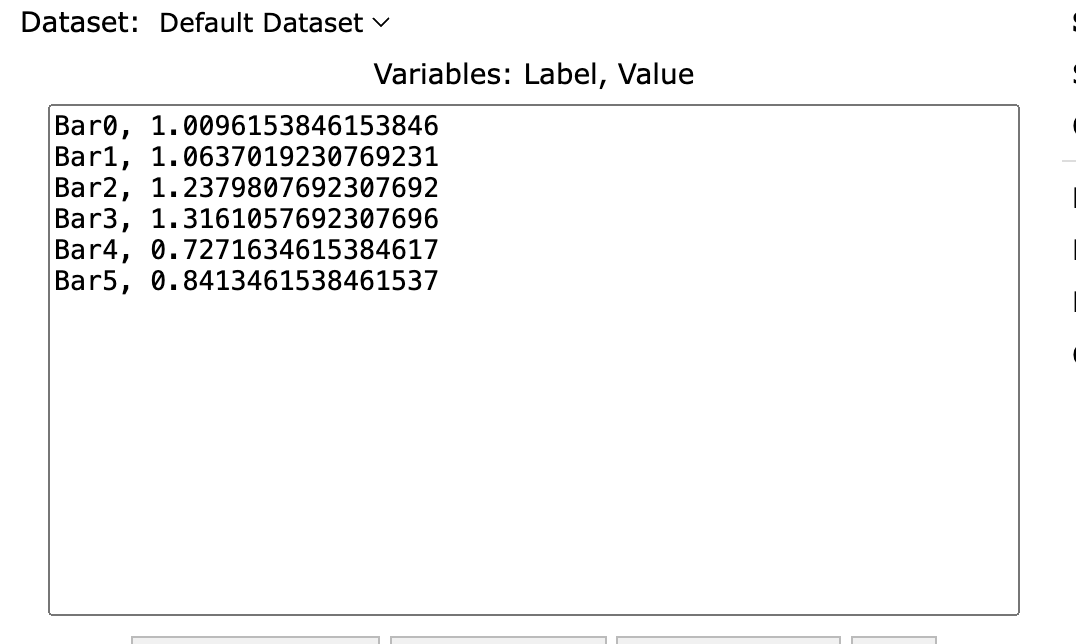 Dataset: Default Dataset
Variables: Label, Value
Bar0, 1.0096153846153846
Bar1, 1.0637019230769231
Bar2, 1.2379807692307692
Bar3, 1.3161057692307696
Bar4, 0.7271634615384617
Bar5, 0.8413461538461537